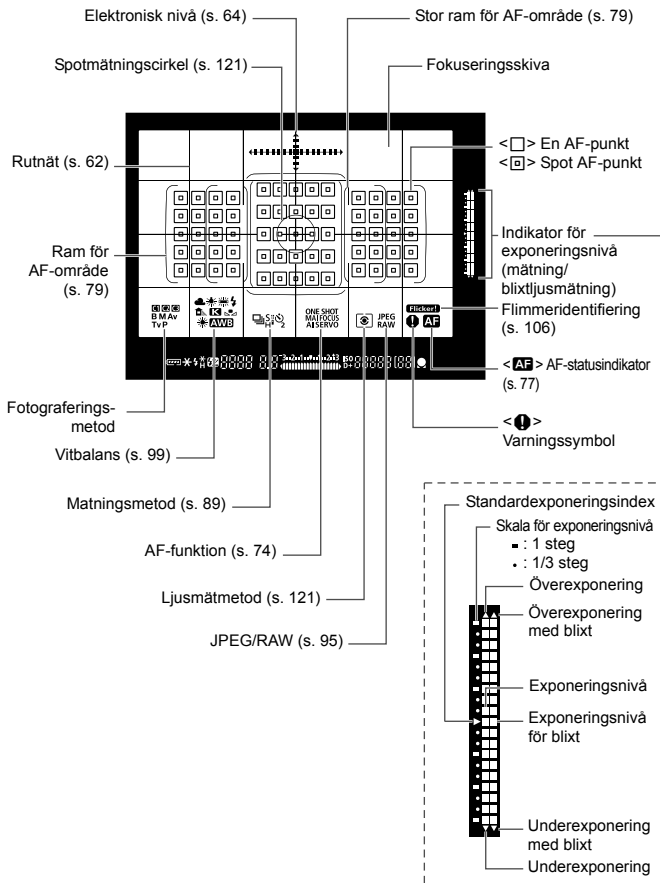 Elektronisk nivå (s. 64)
Stor ram för AF-område (s. 79)
Spotmätningscirkel (s. 121)
Fokuseringsskiva
<□> En AF-punkt
<⊡> Spot AF-punkt
Rutnät (s. 62)
Ram för
AF-område
(s. 79)
Indikator för
exponeringsnivå
(mätning/
blixtljusmätning)
Flimmeridentifiering
(s. 106)
Flicker!
B M Av
Tv P
K
AWB
S
H 2
ONE SHOT
AI FOCUS
AI SERVO
JPEG
RAW
AF
<AF> AF-statusindikator
(s. 77)
<!>
Varningssymbol
Fotograferings-
metod
Vitbalans (s. 99)
Matningsmetod (s. 89)
AF-funktion (s. 74)
Ljusmätmetod (s. 121)
JPEG/RAW (s. 95)
Standardexponeringsindex
Skala för exponeringsnivå
: 1 steg
: 1/3 steg
Överexponering
Överexponering
med blixt
Exponeringsnivå
Exponeringsnivå
för blixt
Underexponering
med blixt
Underexponering